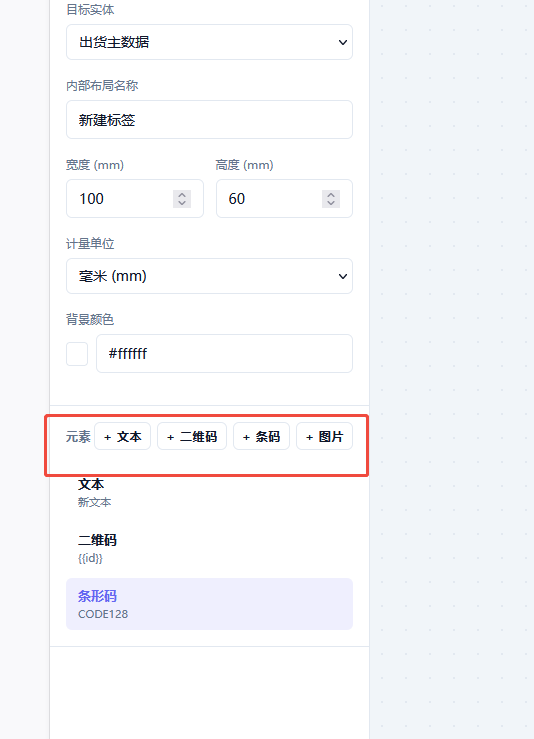 目标实体
出货主数据
内部布局名称
新建标签
宽度 (mm) 高度 (mm)
100 60
计量单位
毫米 (mm)
背景颜色
#ffffff
元素 + 文本 + 二维码 + 条码 + 图片
文本
新文本
二维码
{{id}}
条形码
CODE128